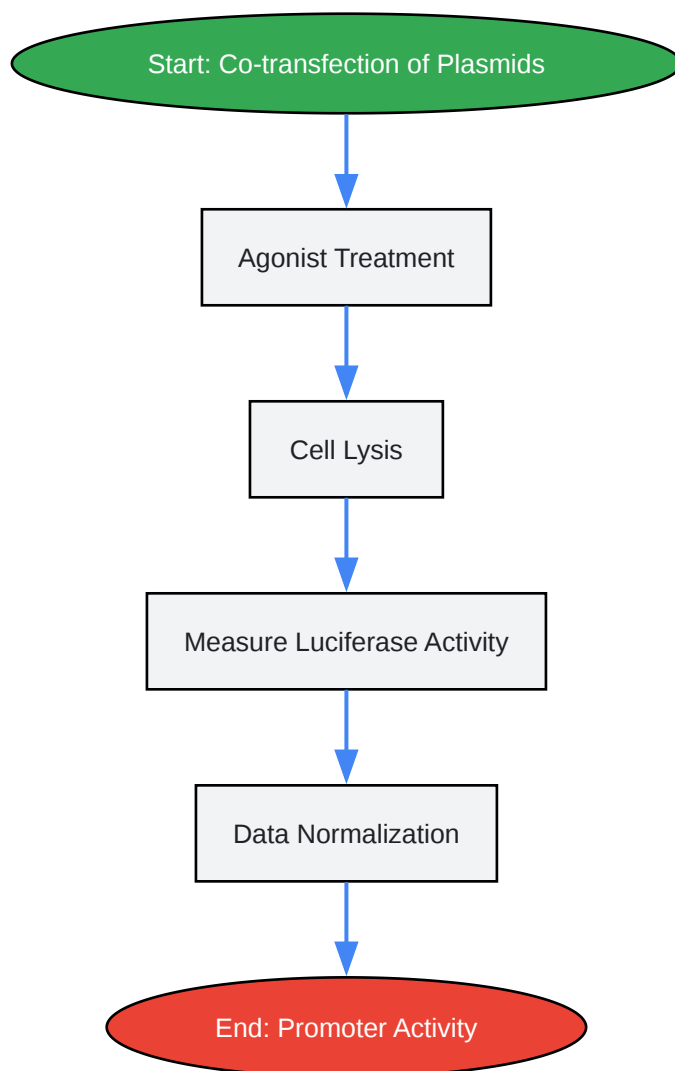 Start: Co-transfection of Plasmids
Agonist Treatment
Cell Lysis
Measure Luciferase Activity
Data Normalization
End: Promoter Activity